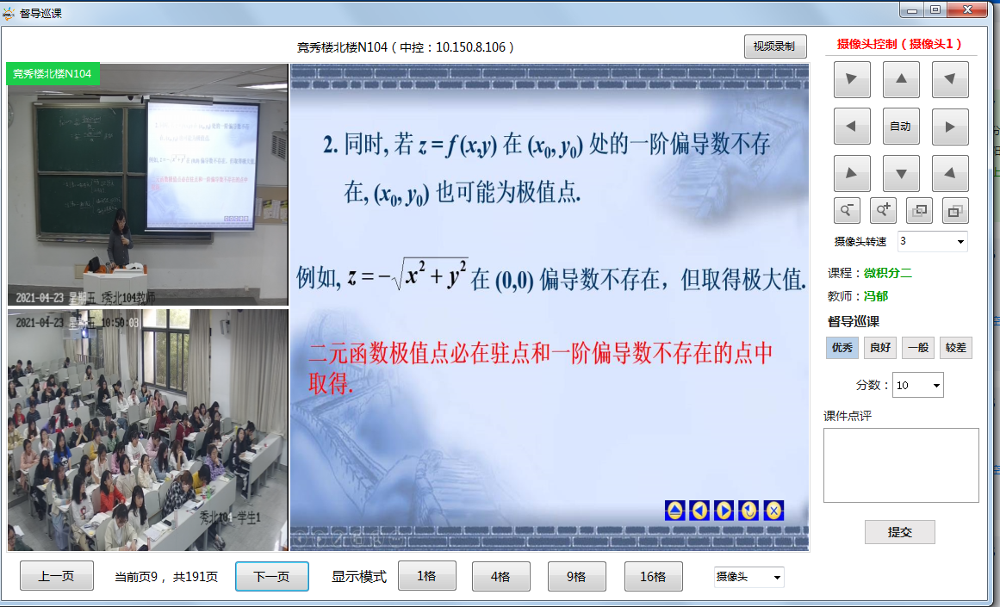 督导巡课
竞秀楼北楼N104（中控：10.150.8.106）
视频录制
摄像头控制（摄像头1）
竞秀楼北楼N104
2. 同时, 若 z = f (x,y) 在 (x₀, y₀) 处的一阶偏导数不存
在, (x₀, y₀) 也可能为极值点.
例如, z = −√(x² + y²) 在 (0,0) 偏导数不存在，但取得极大值.
二元函数极值点必在驻点和一阶偏导数不存在的点中
取得.
2021-04-23 星期五 秀北104教师
2021-04-23 星期五 10:50:03
秀北104-学生1
自动
摄像头转速 3
课程：微积分二
教师：冯郁
督导巡课
优秀 良好 一般 较差
分数：10
课件点评
提交
上一页 当前页9 ，共191页 下一页 显示模式 1格 4格 9格 16格 摄像头